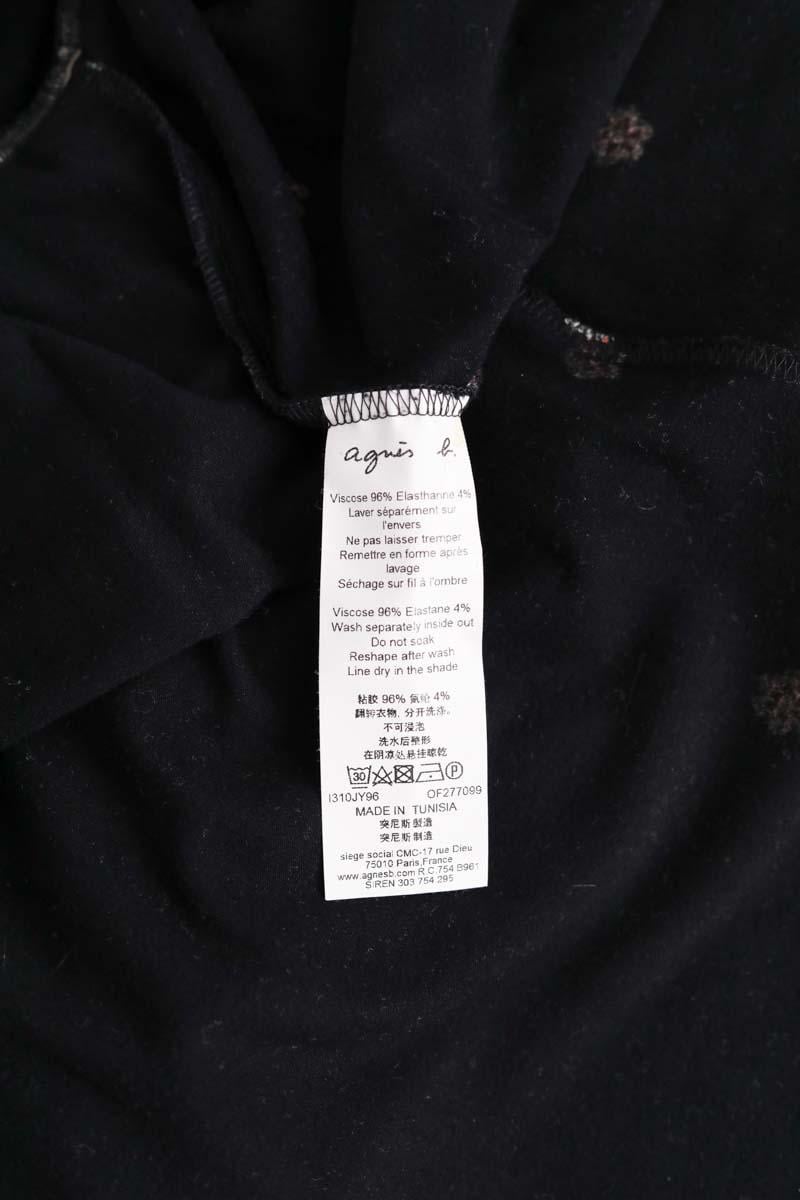 agnès b.
Viscose 96% Elasthanne 4%
Laver séparément sur
l'envers
Ne pas laisser tremper
Remettre en forme après
lavage
Séchage sur fil à l'ombre
Viscose 96% Elastane 4%
Wash separately inside out
Do not soak
Reshape after wash
Line dry in the shade
粘胶 96% 氨纶 4%
翻转衣物, 分开洗涤。
不可浸泡
洗水后整形
在阴凉处悬挂晾乾
30 P
I310JY96 OF277099
MADE IN TUNISIA
突尼斯製造
突尼斯制造
siege social CMC-17 rue Dieu
75010 Paris,France
www.agnesb.com R.C.754 B961
SIREN 303 754 295